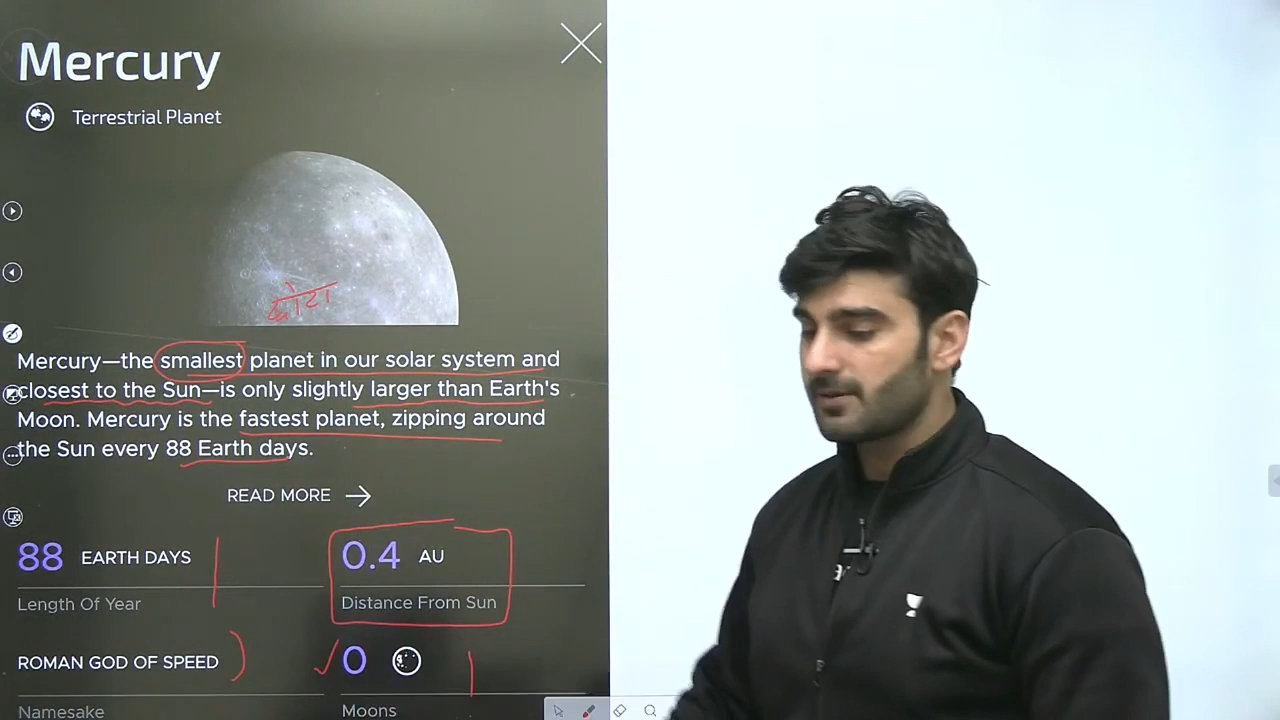 Mercury
Terrestrial Planet
छोटा
Mercury—the smallest planet in our solar system and
closest to the Sun—is only slightly larger than Earth's
Moon. Mercury is the fastest planet, zipping around
the Sun every 88 Earth days.
READ MORE
88 EARTH DAYS
Length Of Year
0.4 AU
Distance From Sun
ROMAN GOD OF SPEED
Namesake
0
Moons